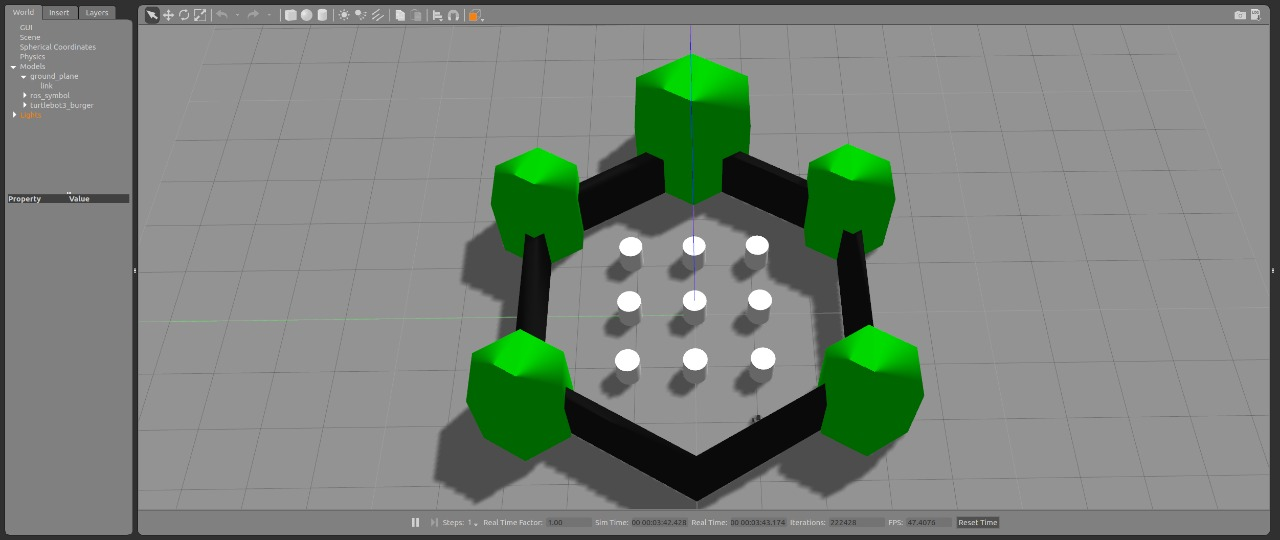 World Insert Layers
GUI
Scene
Spherical Coordinates
Physics
Models
ground_plane
link
ros_symbol
turtlebot3_burger
Lights
Property Value
Steps: 1 Real Time Factor: 1.00 Sim Time: 00 00:03:42.428 Real Time: 00 00:03:43.174 Iterations: 222428 FPS: 47.4076 Reset Time